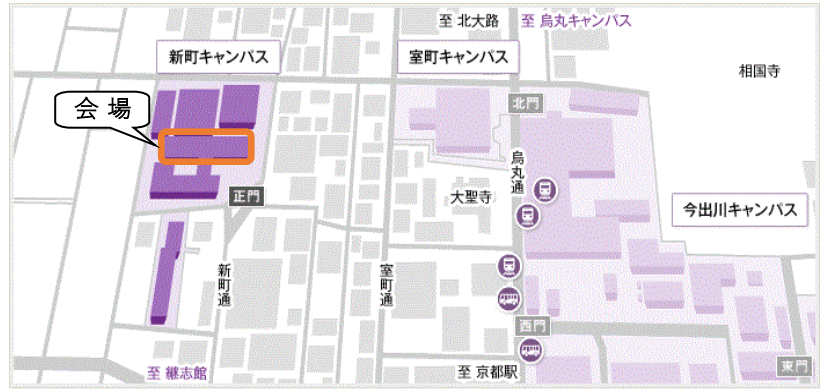 至 北大路
至 烏丸キャンパス
新町キャンパス
室町キャンパス
相国寺
会 場
北門
烏丸通
正門
大聖寺
今出川キャンパス
新町通
室町通
西門
至 継志館
至 京都駅
東門